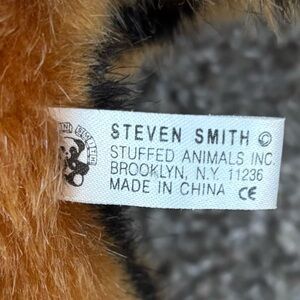 STEVEN SMITH ©
STUFFED ANIMALS INC.
BROOKLYN, N.Y. 11236
MADE IN CHINA CE